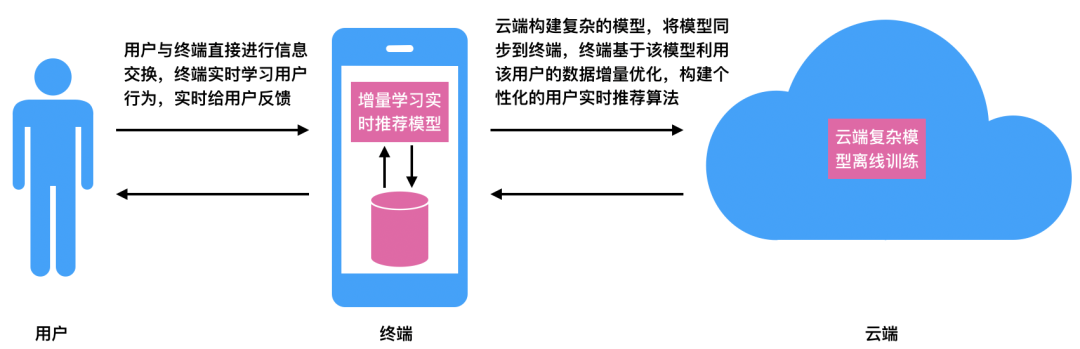 用户与终端直接进行信息
交换，终端实时学习用户
行为，实时给用户反馈
云端构建复杂的模型，将模型同
步到终端，终端基于该模型利用
该用户的数据增量优化，构建个
性化的用户实时推荐算法
增量学习实
时推荐模型
云端复杂模
型离线训练
用户
终端
云端